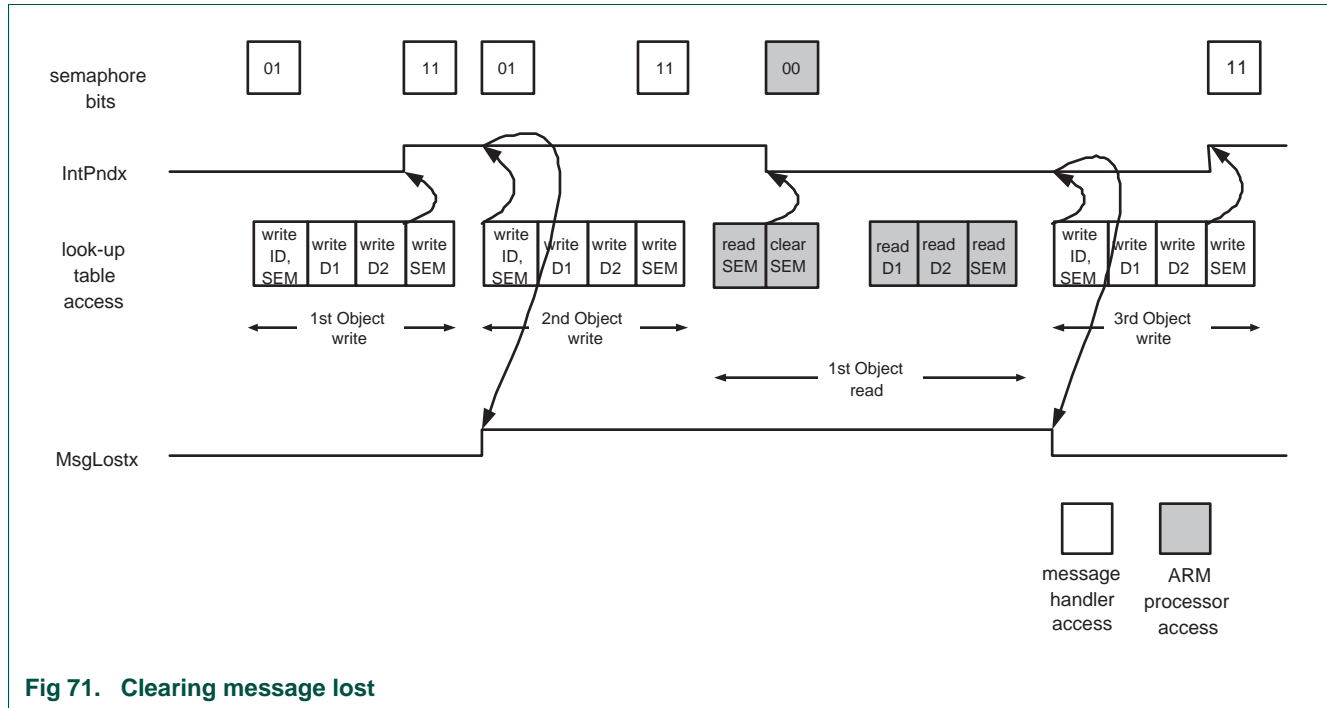 semaphore
bits
01
11
01
11
00
11
IntPndx
look-up
table
access
write
ID,
SEM
write
D1
write
D2
write
SEM
write
ID,
SEM
write
D1
write
D2
write
SEM
read
SEM
clear
SEM
read
D1
read
D2
read
SEM
write
ID,
SEM
write
D1
write
D2
write
SEM
1st Object
write
2nd Object
write
3rd Object
write
1st Object
read
MsgLostx
message
handler
access
ARM
processor
access
Fig 71. Clearing message lost